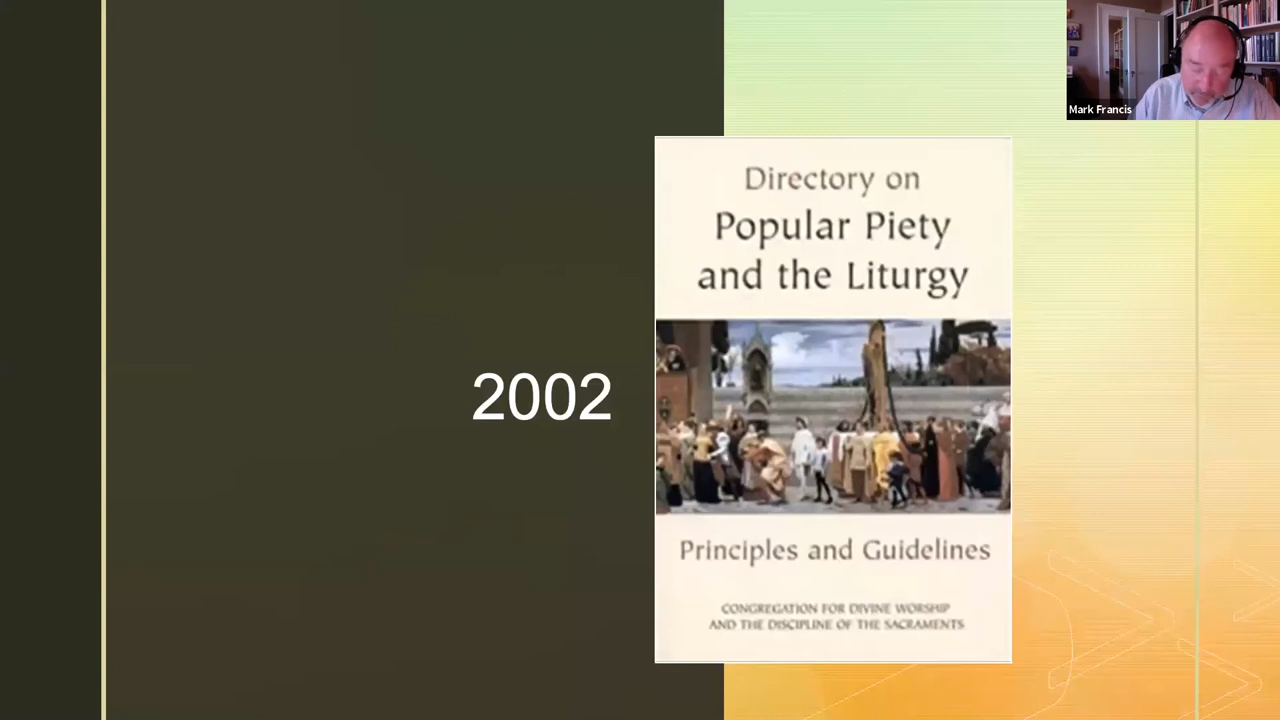 Mark Francis
2002
Directory on
Popular Piety
and the Liturgy
Principles and Guidelines
CONGREGATION FOR DIVINE WORSHIP
AND THE DISCIPLINE OF THE SACRAMENTS